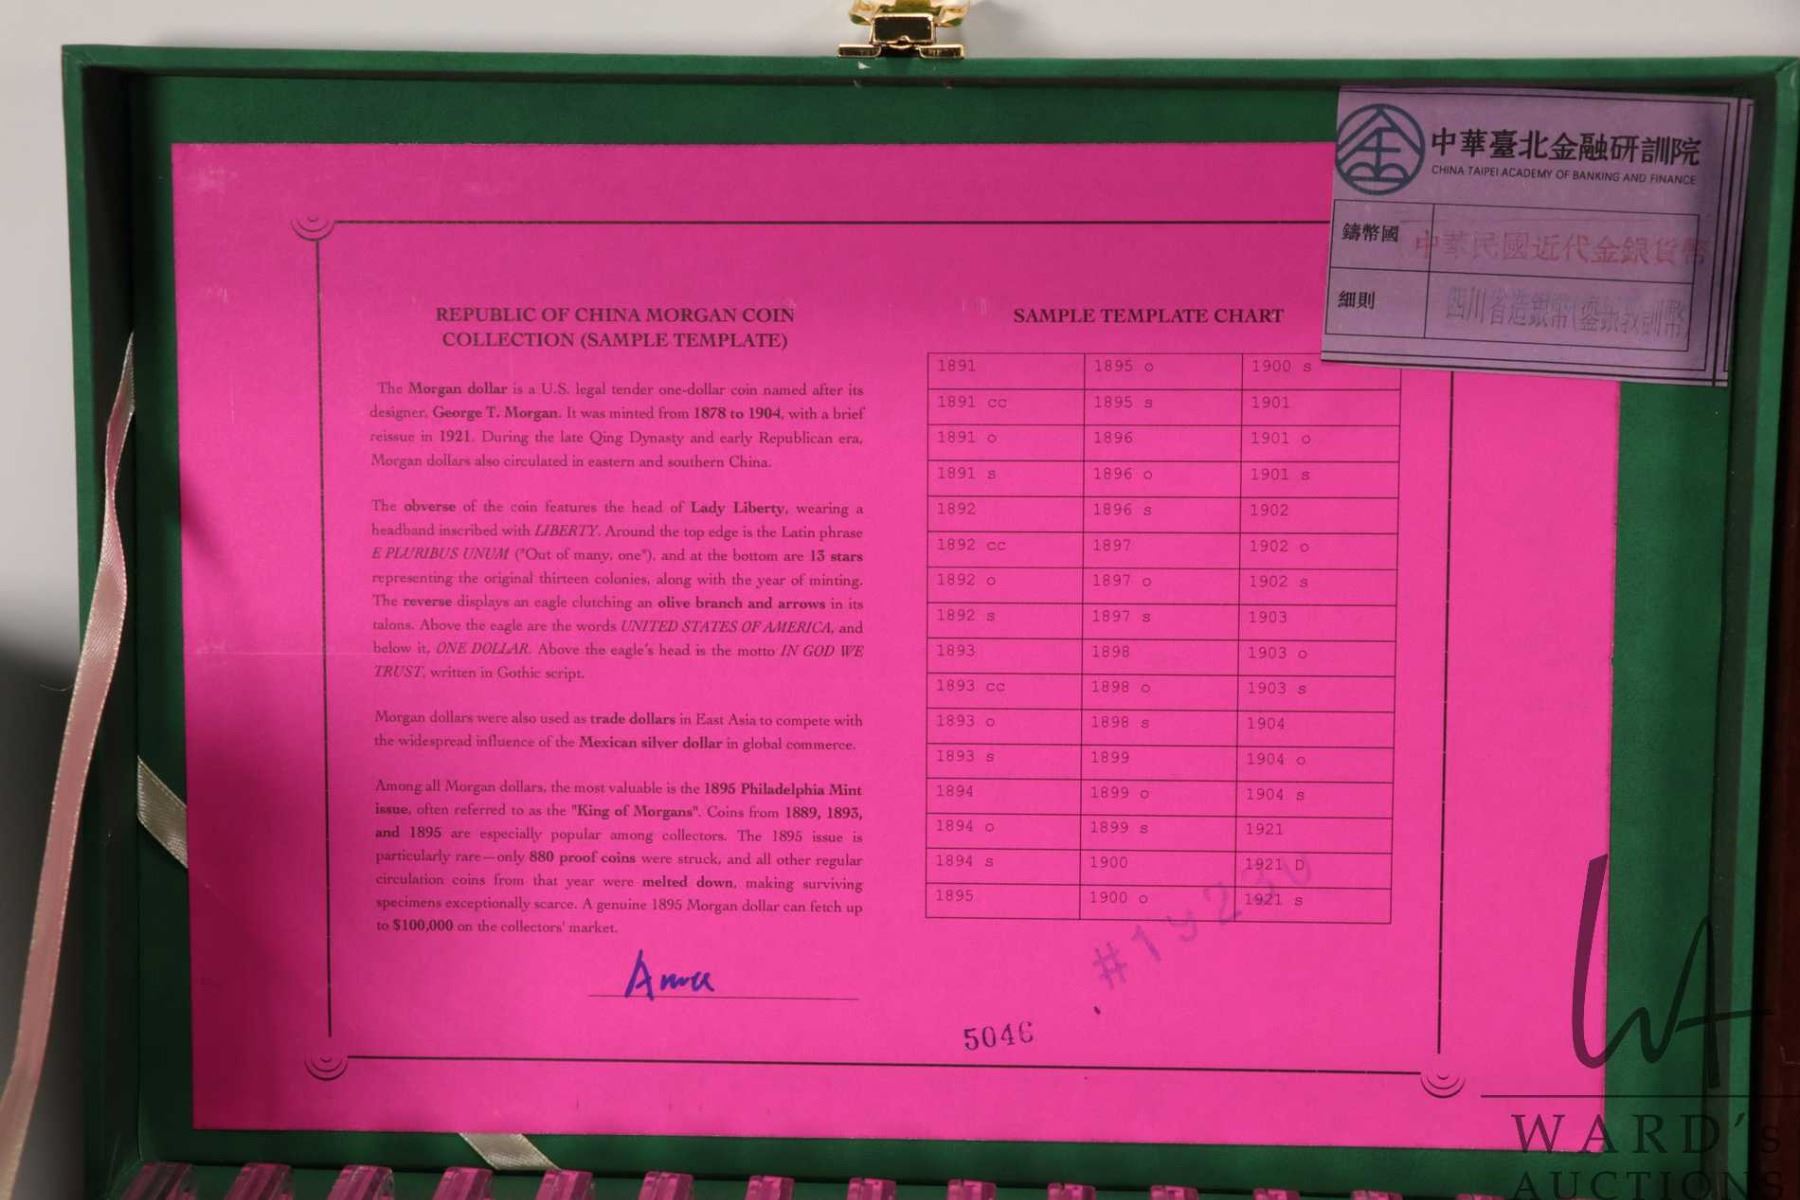 中華臺北金融研訓院
CHINA TAIPEI ACADEMY OF BANKING AND FINANCE
鑄幣國 中華民國近代金銀貨幣
細則 四川省造銀幣
REPUBLIC OF CHINA MORGAN COIN
COLLECTION (SAMPLE TEMPLATE)
The Morgan dollar is a U.S. legal tender one-dollar coin named after its
designer, George T. Morgan. It was minted from 1878 to 1904, with a brief
reissue in 1921. During the late Qing Dynasty and early Republican era,
Morgan dollars also circulated in eastern and southern China.
The obverse of the coin features the head of Lady Liberty, wearing a
headband inscribed with LIBERTY. Around the top edge is the Latin phrase
E PLURIBUS UNUM ("Out of many, one"), and at the bottom are 13 stars
representing the original thirteen colonies, along with the year of minting.
The reverse displays an eagle clutching an olive branch and arrows in its
talons. Above the eagle are the words UNITED STATES OF AMERICA, and
below it, ONE DOLLAR. Above the eagle's head is the motto IN GOD WE
TRUST, written in Gothic script.
Morgan dollars were also used as trade dollars in East Asia to compete with
the widespread influence of the Mexican silver dollar in global commerce.
Among all Morgan dollars, the most valuable is the 1895 Philadelphia Mint
issue, often referred to as the "King of Morgans". Coins from 1889, 1893,
and 1895 are especially popular among collectors. The 1895 issue is
particularly rare—only 880 proof coins were struck, and all other regular
circulation coins from that year were melted down, making surviving
specimens exceptionally scarce. A genuine 1895 Morgan dollar can fetch up
to $100,000 on the collectors' market.
SAMPLE TEMPLATE CHART
1891 1895 o 1900 s
1891 cc 1895 s 1901
1891 o 1896 1901 o
1891 s 1896 o 1901 s
1892 1896 s 1902
1892 cc 1897 1902 o
1892 o 1897 o 1902 s
1892 s 1897 s 1903
1893 1898 1903 o
1893 cc 1898 o 1903 s
1893 o 1898 s 1904
1893 s 1899 1904 o
1894 1899 o 1904 s
1894 o 1899 s 1921
1894 s 1900 1921 D
1895 1900 o 1921 s
5046
WARD's
AUCTIONS